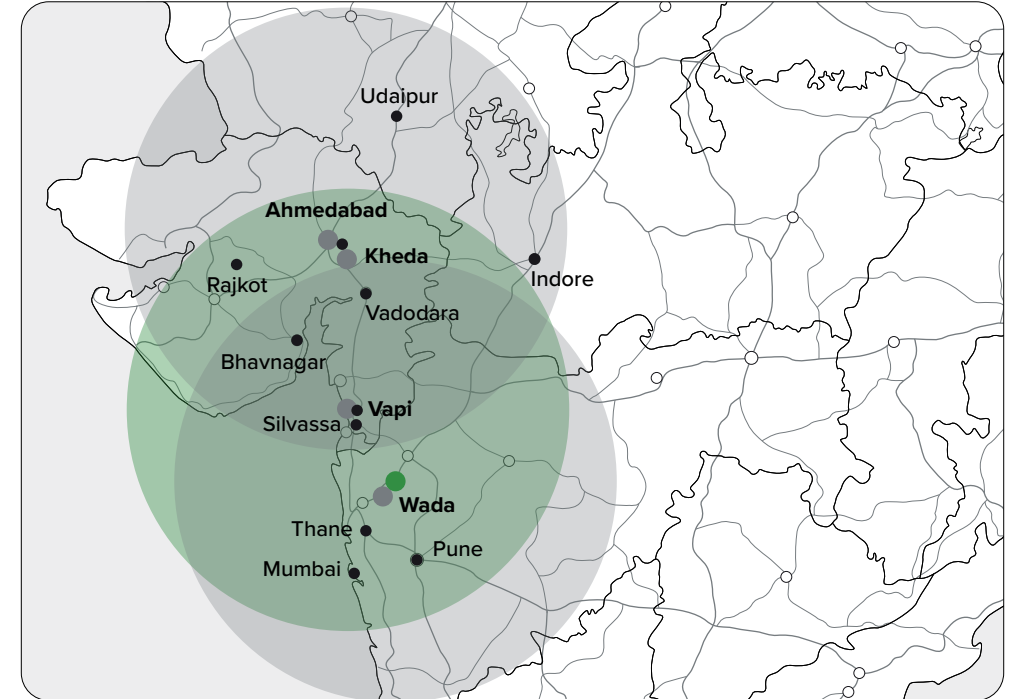 Udaipur
Ahmedabad
Kheda
Rajkot
Indore
Vadodara
Bhavnagar
Vapi
Silvassa
Wada
Thane
Pune
Mumbai